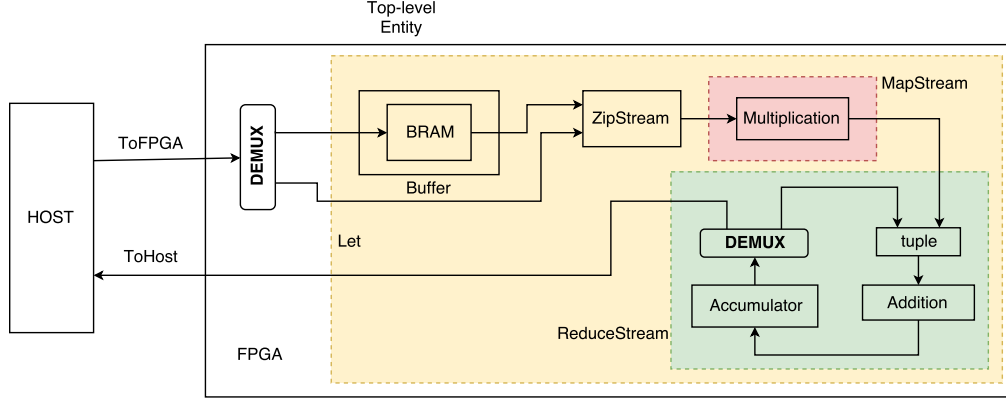 Top-level
Entity
MapStream
ToFPGA
DEMUX
BRAM
ZipStream
Multiplication
Buffer
HOST
Let
DEMUX
tuple
ToHost
Accumulator
Addition
ReduceStream
FPGA